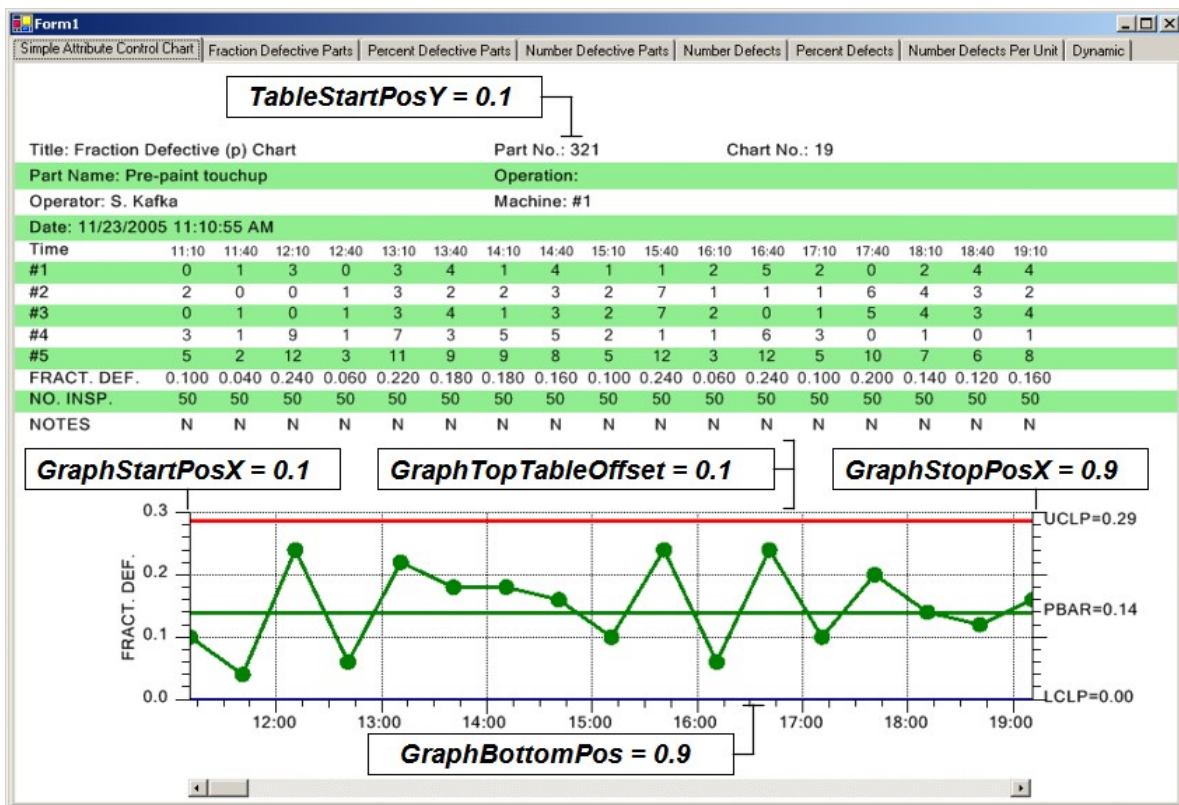 Form1
Simple Attribute Control Chart Fraction Defective Parts Percent Defective Parts Number Defective Parts Number Defects Percent Defects Number Defects Per Unit Dynamic
TableStartPosY = 0.1
Title: Fraction Defective (p) Chart Part No.: 321 Chart No.: 19
Part Name: Pre-paint touchup Operation:
Operator: S. Kafka Machine: #1
Date: 11/23/2005 11:10:55 AM
Time 11:10 11:40 12:10 12:40 13:10 13:40 14:10 14:40 15:10 15:40 16:10 16:40 17:10 17:40 18:10 18:40 19:10
#1 0 1 3 0 3 4 1 4 1 1 2 5 2 0 2 4 4
#2 2 0 0 1 3 2 2 3 2 7 1 1 1 6 4 3 2
#3 0 1 0 1 3 4 1 3 2 7 2 0 1 5 4 3 4
#4 3 1 9 1 7 3 5 5 2 1 1 6 3 0 1 0 1
#5 5 2 12 3 11 9 9 8 5 12 3 12 5 10 7 6 8
FRACT. DEF. 0.100 0.040 0.240 0.060 0.220 0.180 0.180 0.160 0.100 0.240 0.060 0.240 0.100 0.200 0.140 0.120 0.160
NO. INSP. 50 50 50 50 50 50 50 50 50 50 50 50 50 50 50 50 50
NOTES N N N N N N N N N N N N N N N N N
GraphStartPosX = 0.1 GraphTopTableOffset = 0.1 GraphStopPosX = 0.9
0.3
UCLP=0.29
0.2
FRACT. DEF.
PBAR=0.14
0.1
0.0
LCLP=0.00
12:00 13:00 14:00 15:00 16:00 17:00 18:00 19:00
GraphBottomPos = 0.9